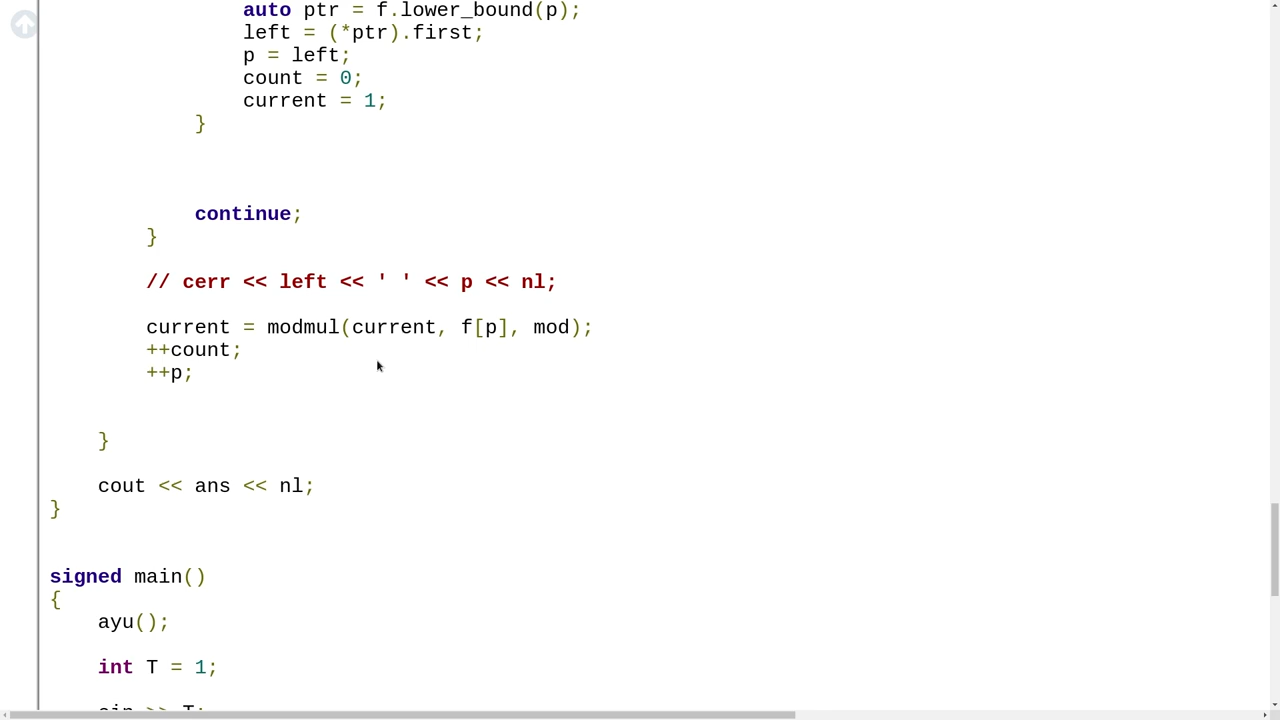 auto ptr = f.lower_bound(p);
left = (*ptr).first;
p = left;
count = 0;
current = 1;
}
continue;
}
// cerr << left << ' ' << p << nl;
current = modmul(current, f[p], mod);
++count;
++p;
}
cout << ans << nl;
}
signed main()
{
ayu();
int T = 1;
cin >> T;